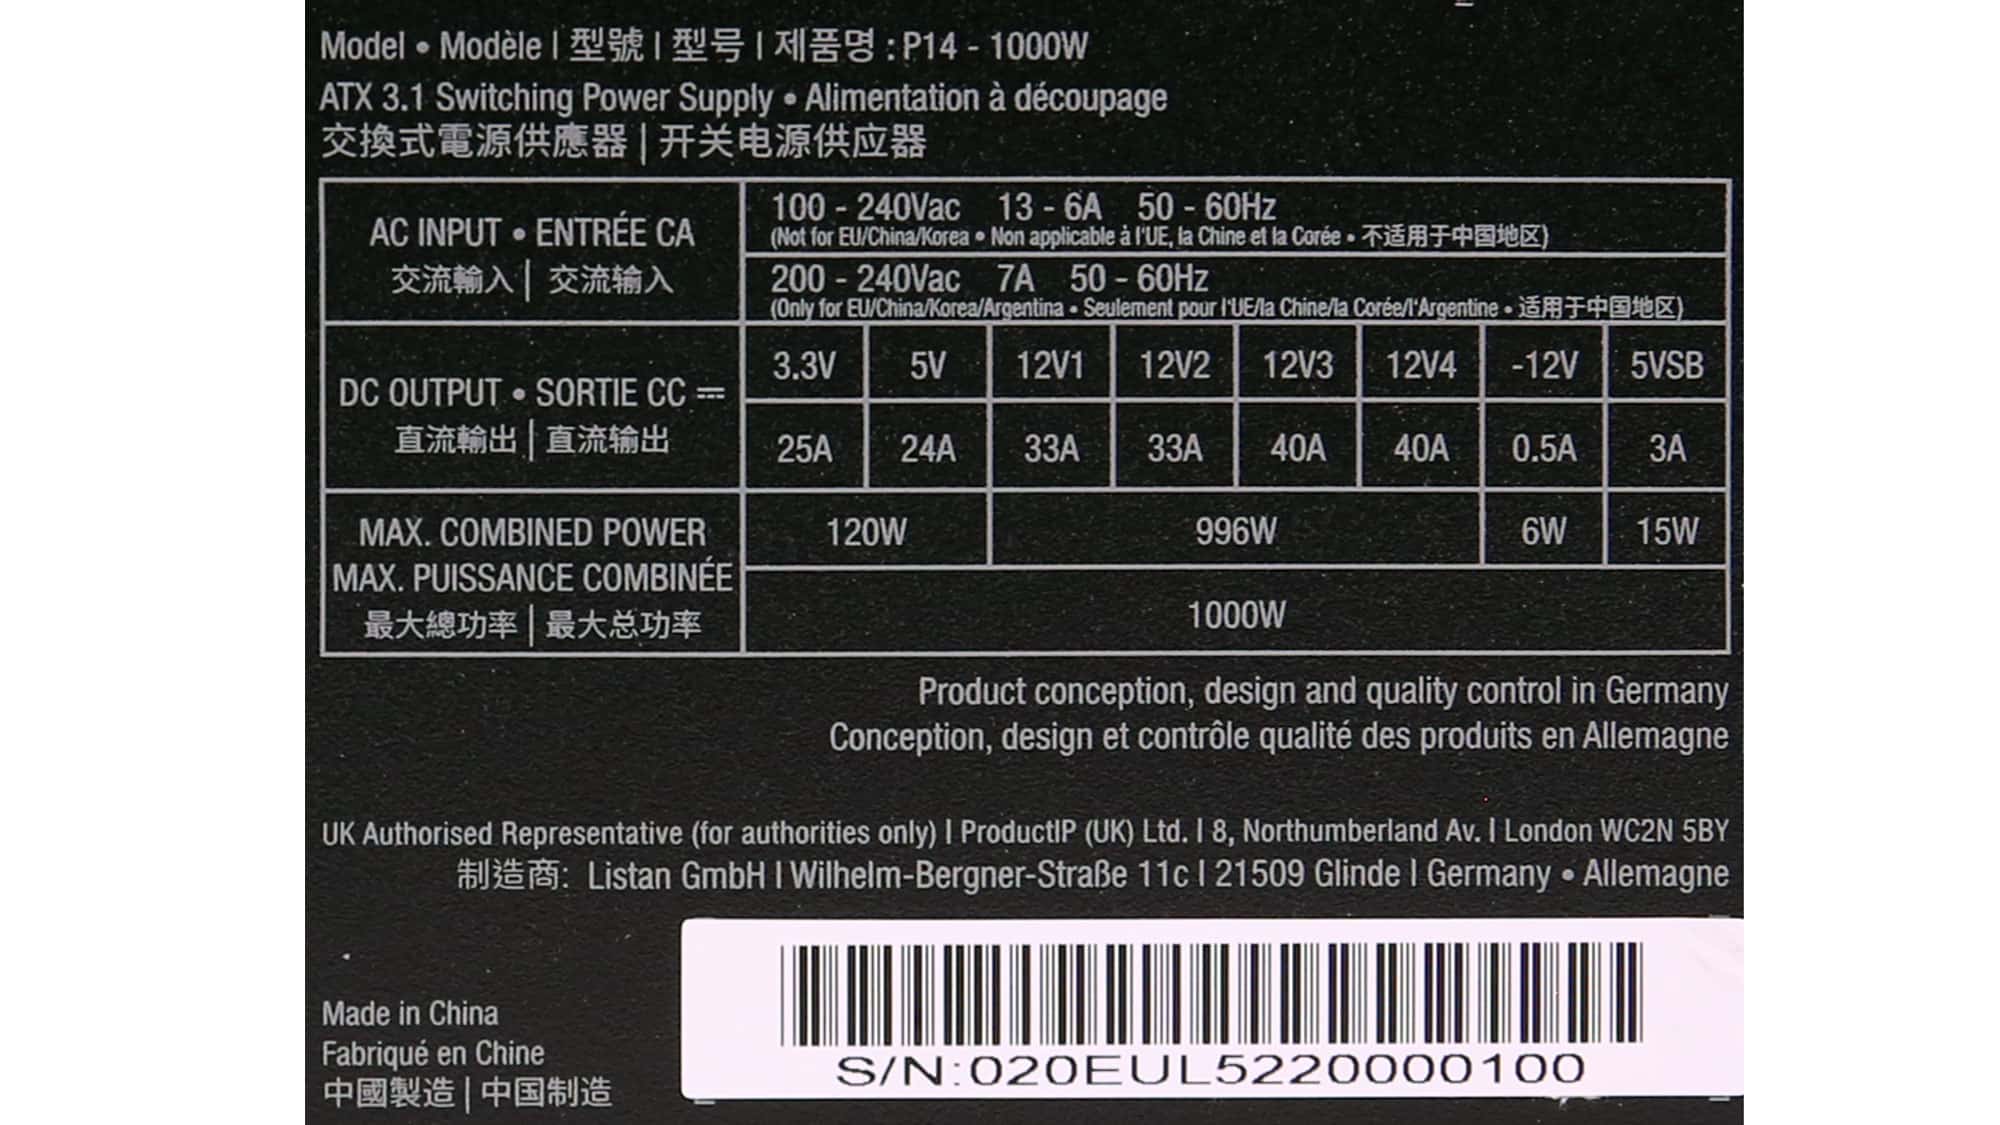 Model • Modèle | 型號 | 型号 | 제품명 : P14 - 1000W
ATX 3.1 Switching Power Supply • Alimentation à découpage
交換式電源供應器 | 开关电源供应器
AC INPUT • ENTRÉE CA
交流輸入 | 交流输入
100 - 240Vac 13 - 6A 50 - 60Hz
(Not for EU/China/Korea • Non applicable à l'UE, la Chine et la Corée • 不适用于中国地区)
200 - 240Vac 7A 50 - 60Hz
(Only for EU/China/Korea/Argentina • Seulement pour l'UE/la Chine/la Corée/l'Argentine • 适用于中国地区)
DC OUTPUT • SORTIE CC ⎓
直流輸出 | 直流输出
3.3V 5V 12V1 12V2 12V3 12V4 -12V 5VSB
25A 24A 33A 33A 40A 40A 0.5A 3A
MAX. COMBINED POWER
MAX. PUISSANCE COMBINÉE
最大總功率 | 最大总功率
120W 996W 6W 15W
1000W
Product conception, design and quality control in Germany
Conception, design et contrôle qualité des produits en Allemagne
UK Authorised Representative (for authorities only) | ProductIP (UK) Ltd. | 8, Northumberland Av. | London WC2N 5BY
制造商: Listan GmbH | Wilhelm-Bergner-Straße 11c | 21509 Glinde | Germany • Allemagne
Made in China
Fabriqué en Chine
中國製造 | 中国制造
S/N:020EUL5220000100